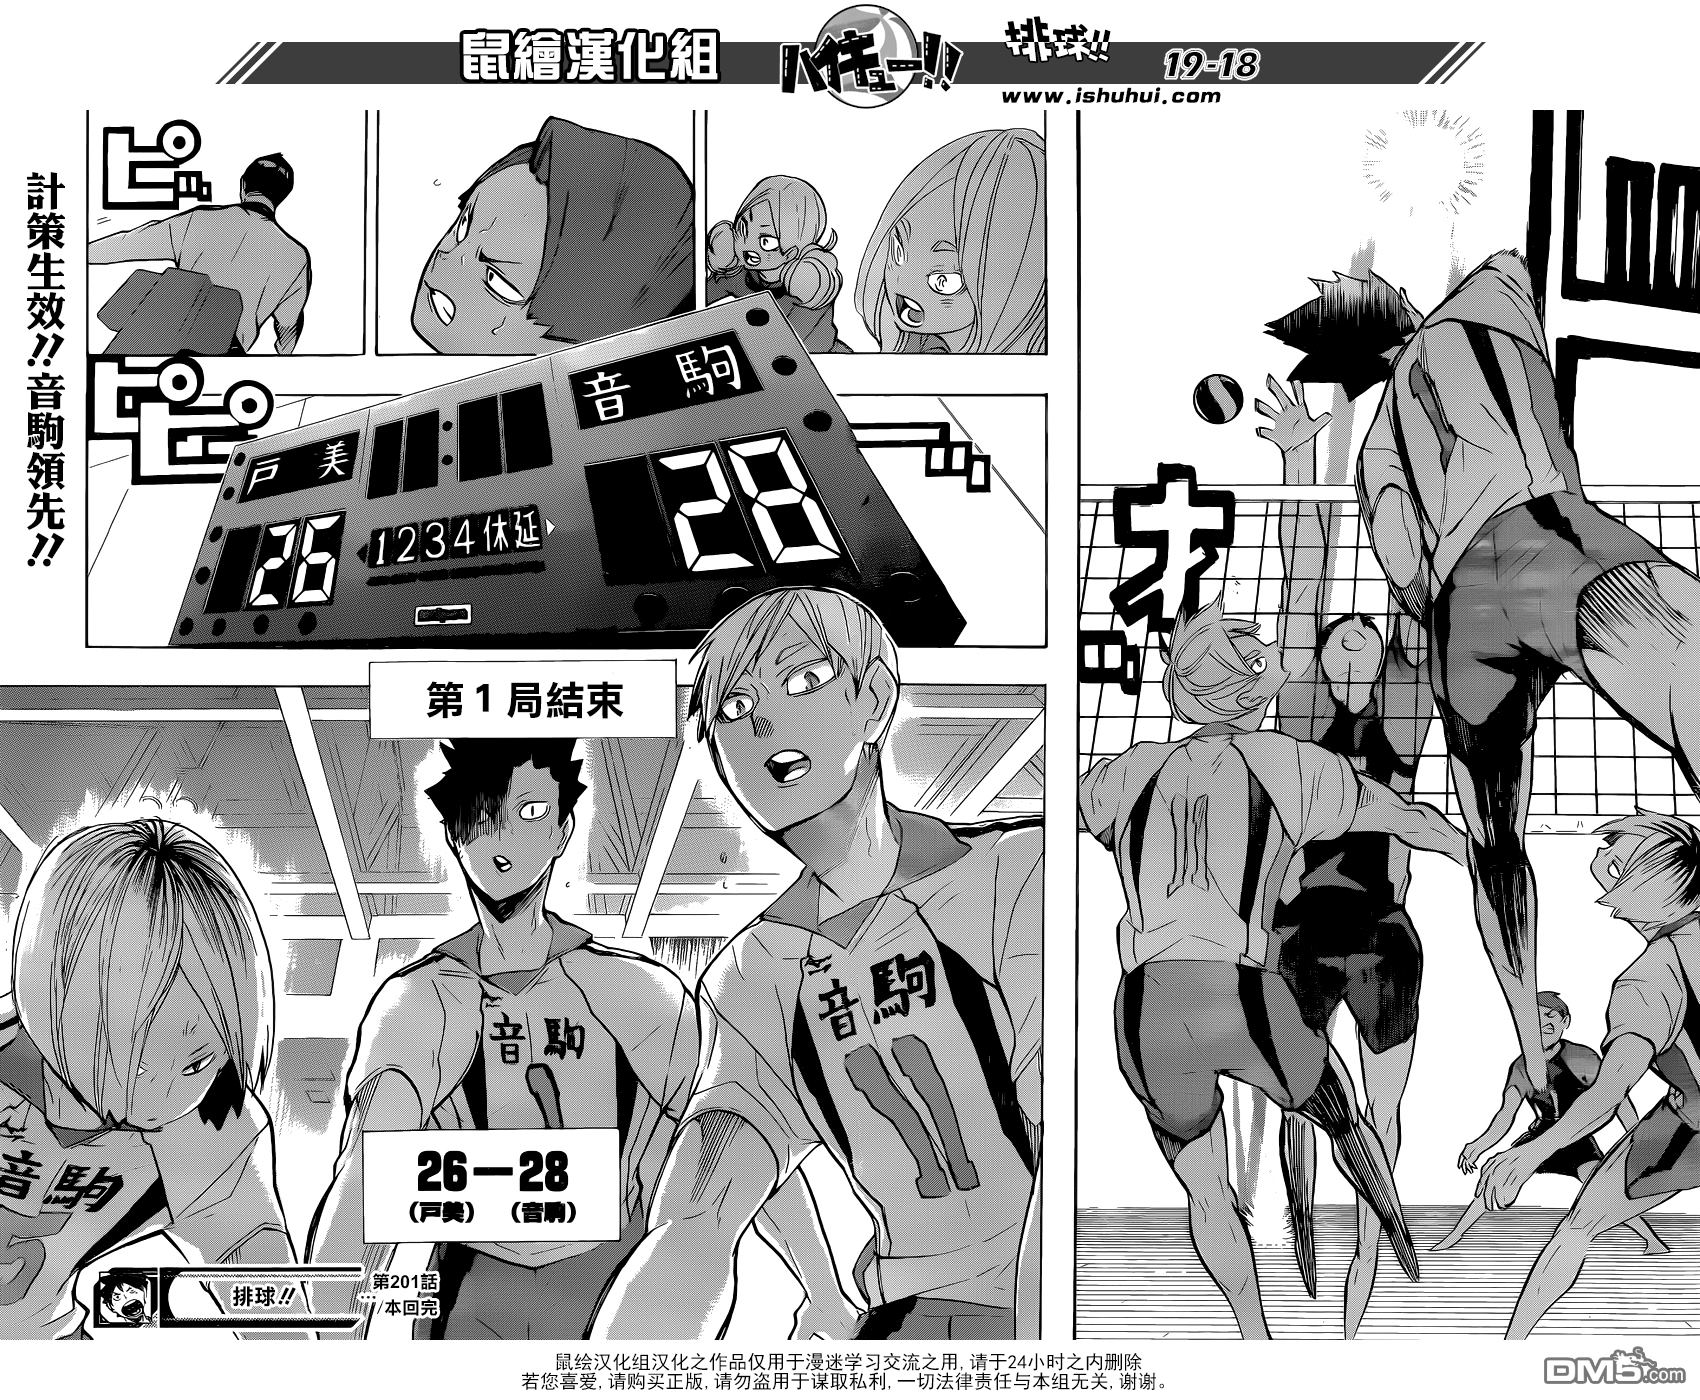 鼠繪漢化組
ハイキュー!!
排球!!
19-18
www.ishuhui.com
ピッ
計策生效!! 音駒領先!!
ピピーッ
戸美
音駒
26
1234休延
28
オッ
第1局結束
音駒
1
音駒
11
音駒
5
11
26—28
(戸美) (音駒)
排球!!
第201話
…/本回完
鼠绘汉化组汉化之作品仅用于漫迷学习交流之用,请于24小时之内删除
若您喜爱,请购买正版,请勿盗用于谋取私利,一切法律责任与本组无关,谢谢。
DM5.com